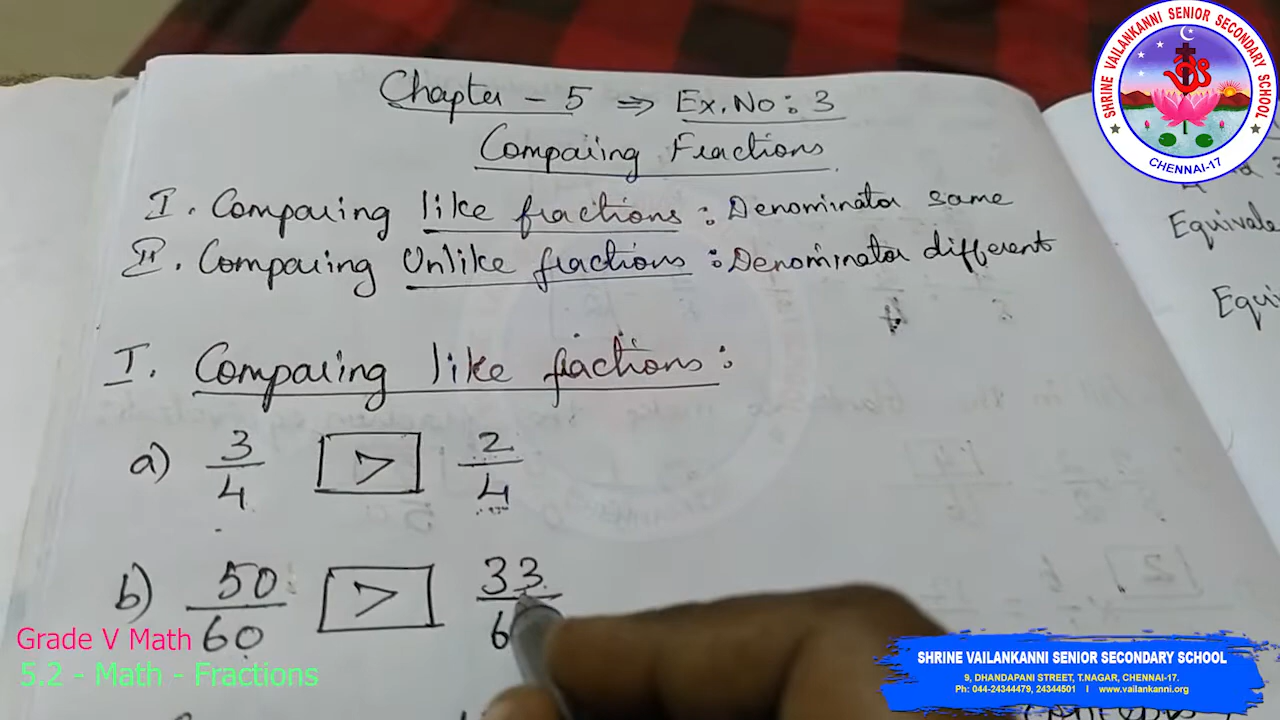 SHRINE VAILANKANNI SENIOR SECONDARY SCHOOL
CHENNAI-17
Chapter - 5 ⇒ Ex. No: 3
Comparing Fractions
I. Comparing like fractions: Denominator same
II. Comparing Unlike fractions: Denominator different
Equivale
Equi
I. Comparing like fractions:
a) 3/4 > 2/4
b) 50/60 > 33/6
Grade V Math
5.2 - Math - Fractions
SHRINE VAILANKANNI SENIOR SECONDARY SCHOOL
9, DHANDAPANI STREET, T.NAGAR, CHENNAI-17.
Ph: 044-24344479, 24344501 I www.vailankanni.org